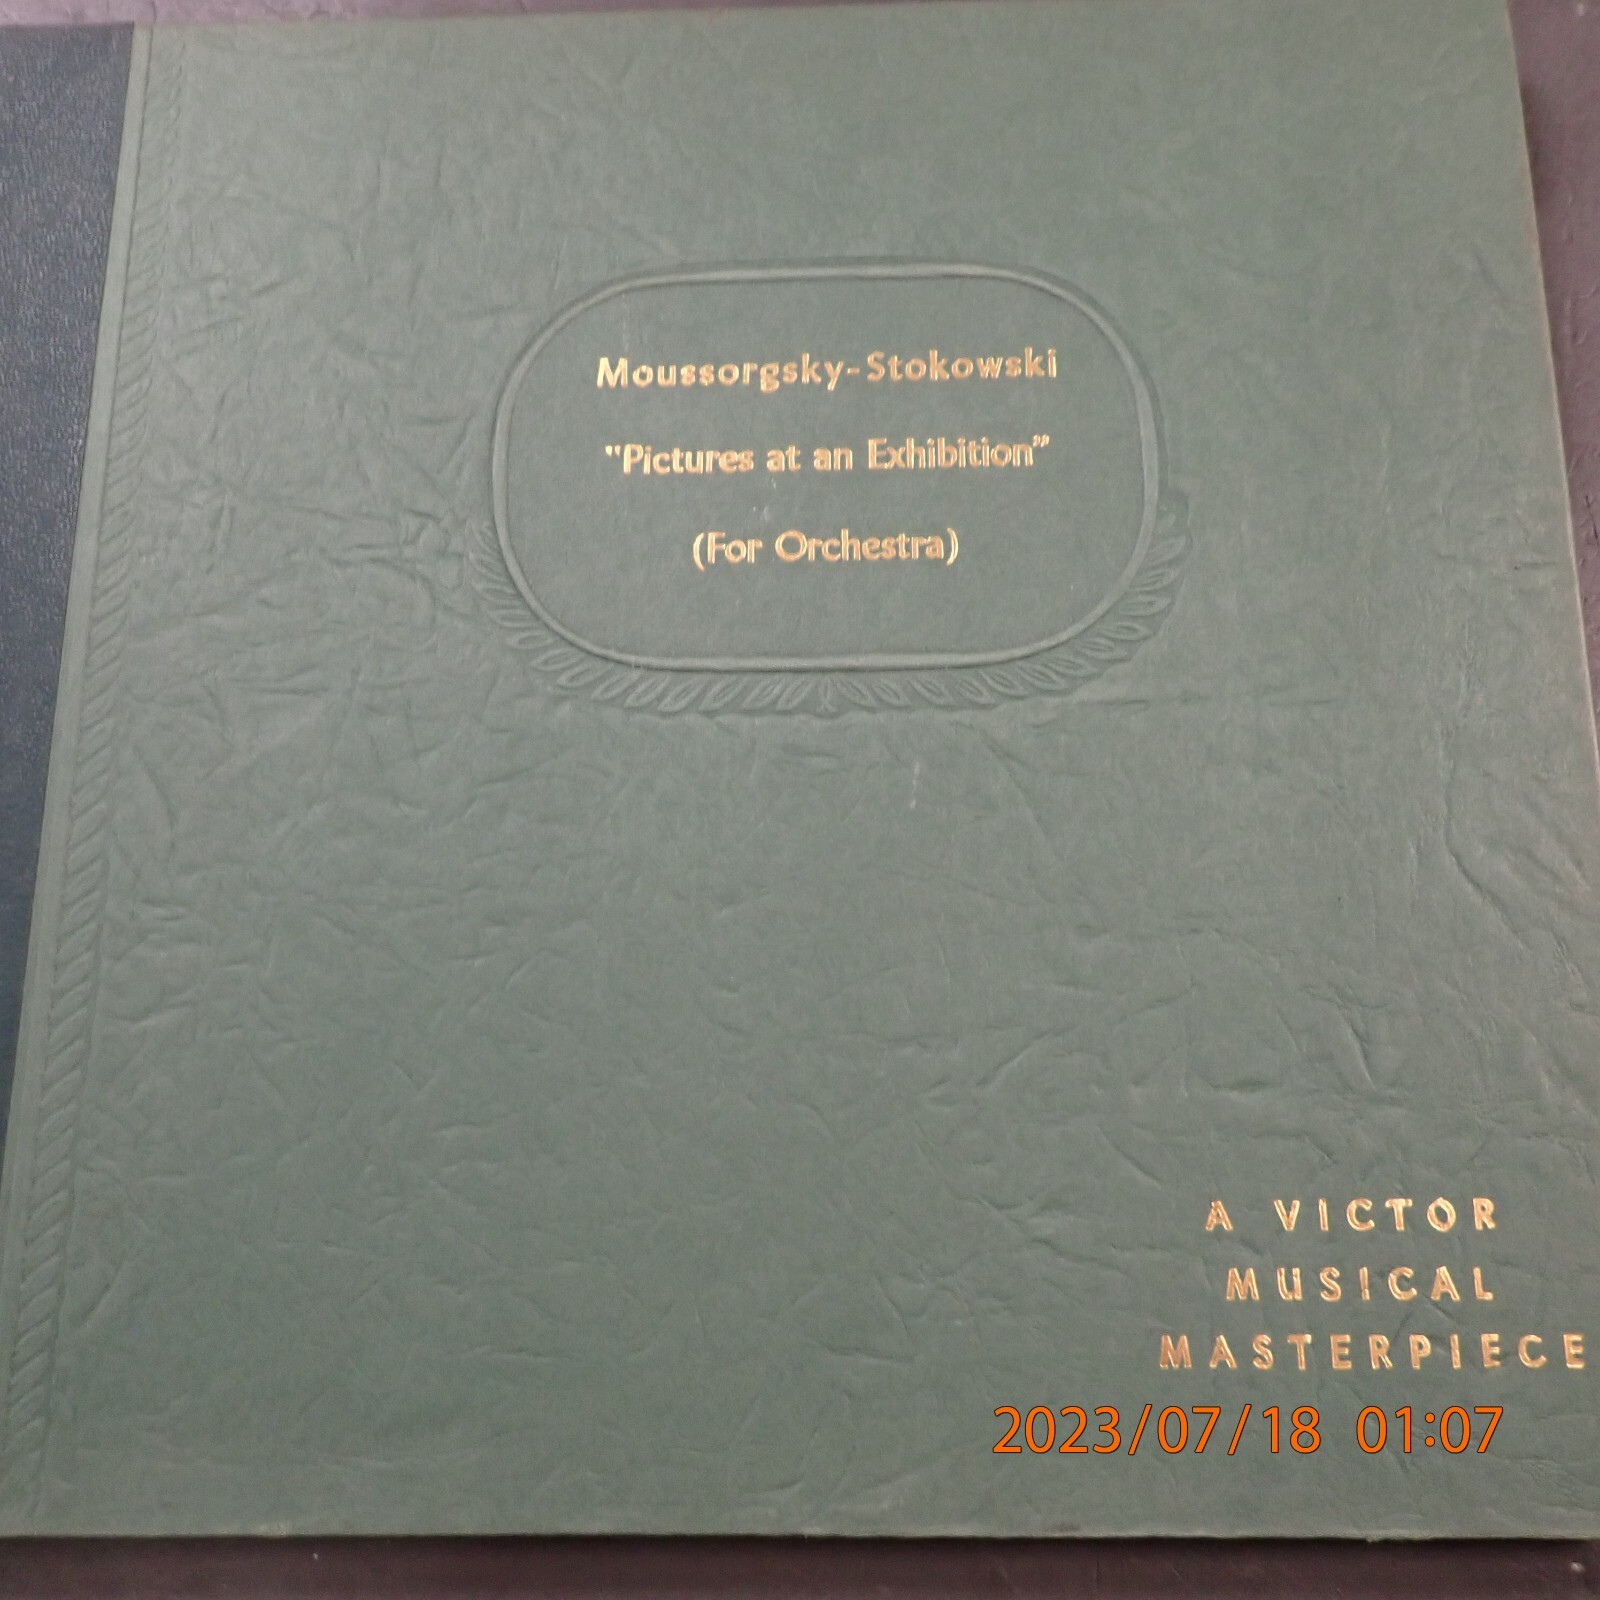 Moussorgsky-Stokowski
"Pictures at an Exhibition”
(For Orchestra)
A VICTOR
MUSICAL
MASTERPIECE
2023/07/18 01:07